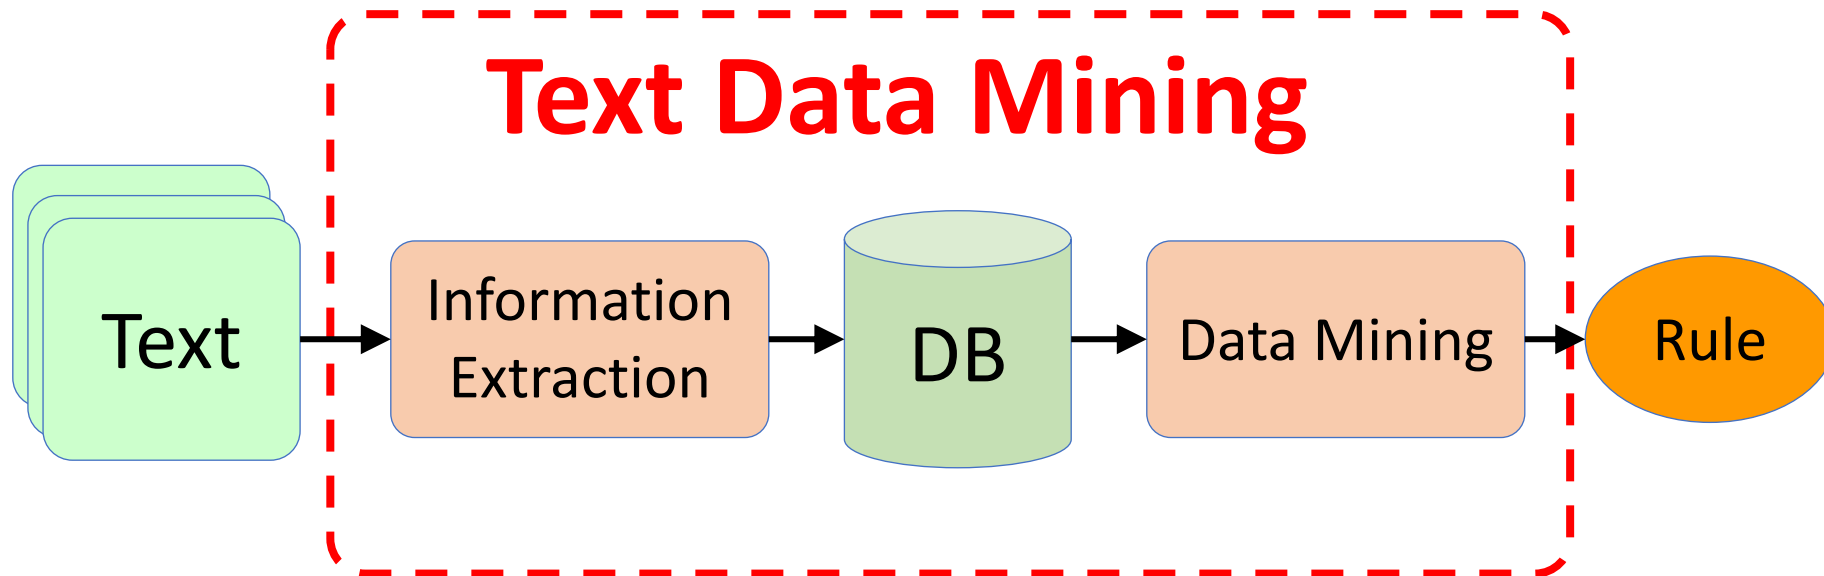 Text Data Mining
Text
Information
Extraction
DB
Data Mining
Rule